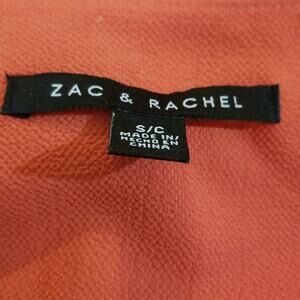 ZAC & RACHEL
S/C
MADE IN/
HECHO EN
CHINA